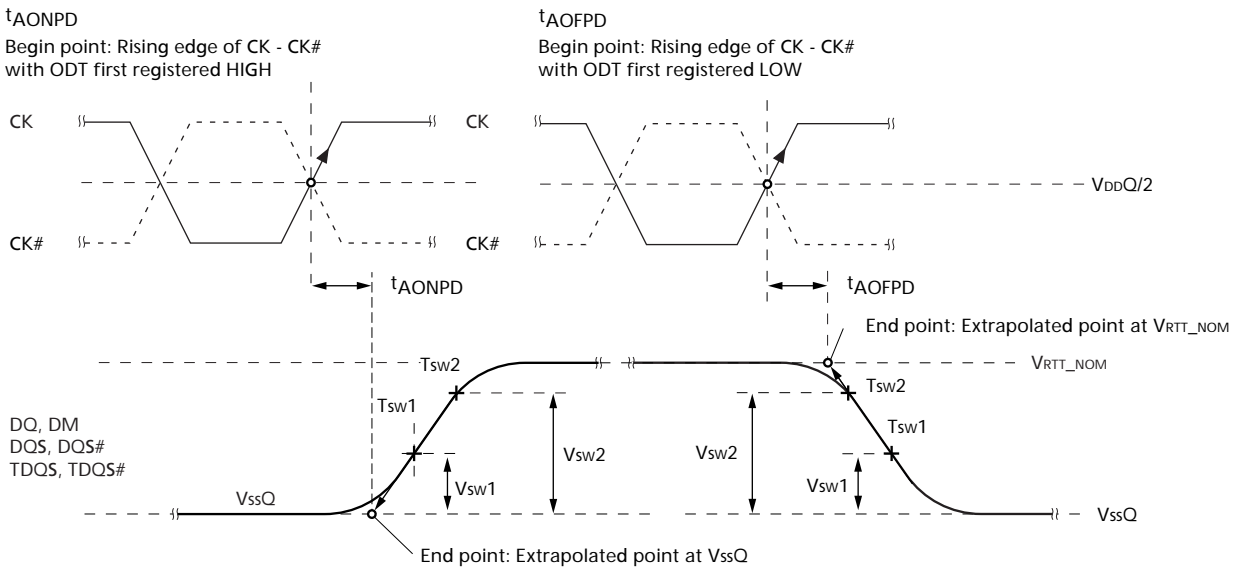 tAONPD
Begin point: Rising edge of CK - CK#
with ODT first registered HIGH
tAOFPD
Begin point: Rising edge of CK - CK#
with ODT first registered LOW
CK
CK
VDDQ/2
CK#
CK#
tAONPD
tAOFPD
End point: Extrapolated point at VRTT_NOM
TSW2
VRTT_NOM
TSW2
TSW1
TSW1
DQ, DM
DQS, DQS#
TDQS, TDQS#
VSW2
VSW2
VSW1
VSW1
VSSQ
VSSQ
End point: Extrapolated point at VSSQ